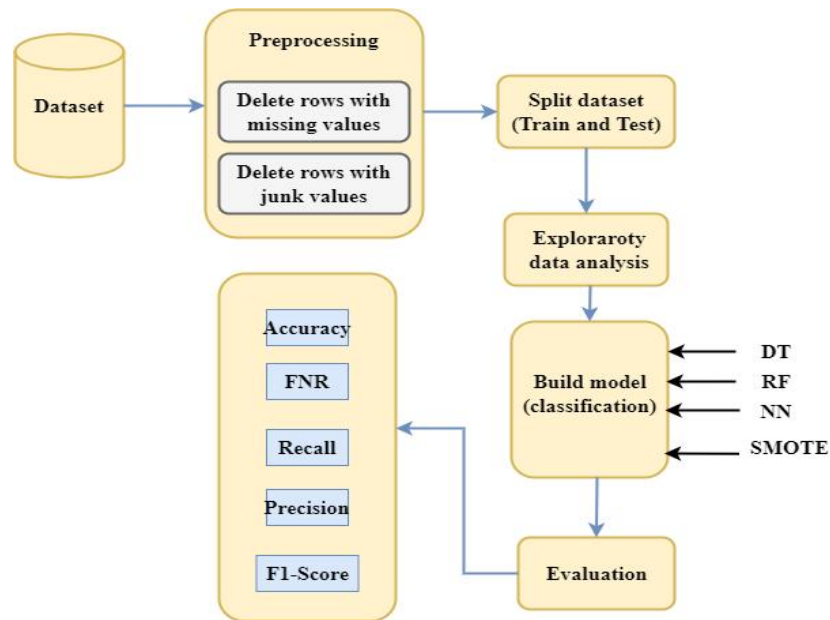 Dataset
Preprocessing
Delete rows with
missing values
Delete rows with
junk values
Split dataset
(Train and Test)
Exploraroty
data analysis
Build model
(classification)
DT
RF
NN
SMOTE
Evaluation
Accuracy
FNR
Recall
Precision
F1-Score